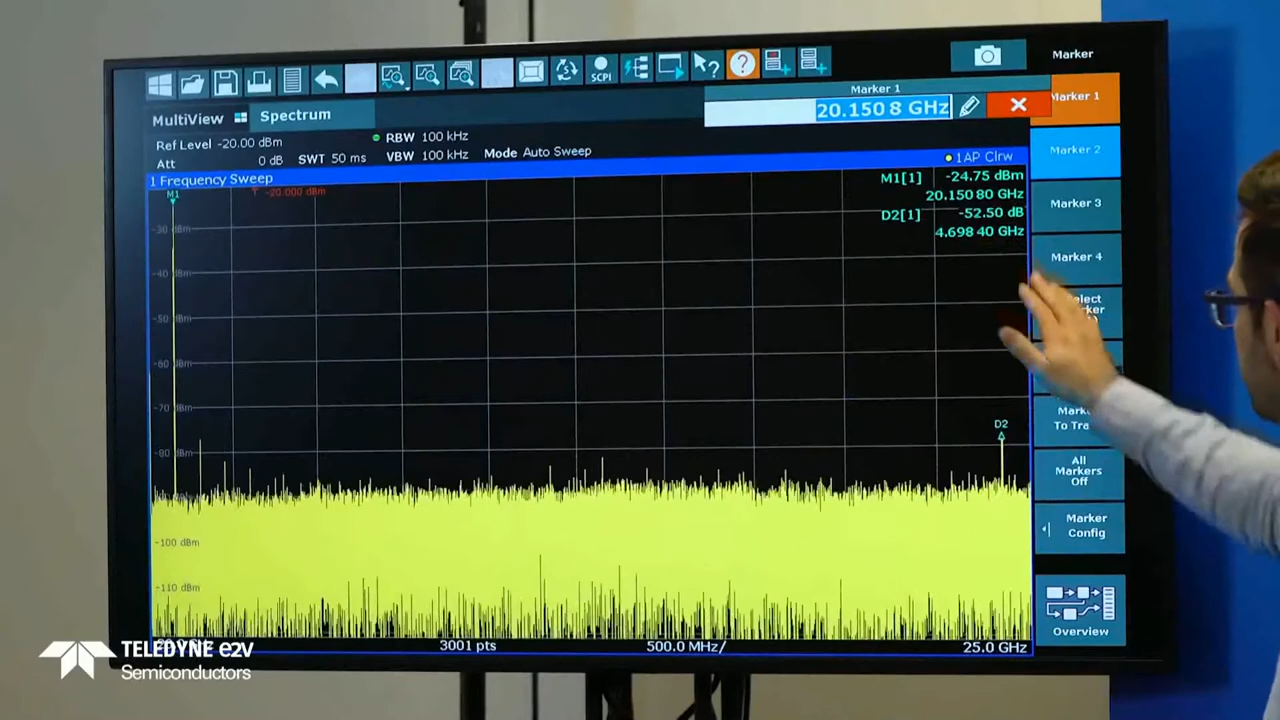 Marker
Marker 1
20.150 8 GHz
Marker 1
SCPI
MultiView
Spectrum
Ref Level -20.00 dBm
RBW 100 kHz
Att 0 dB SWT 50 ms VBW 100 kHz Mode Auto Sweep
Marker 2
1 Frequency Sweep
1AP Clrw
M1
-20.000 dBm
M1[1] -24.75 dBm
20.150 80 GHz
D2[1] -52.50 dB
4.698 40 GHz
Marker 3
Marker 4
-30 dBm
-40 dBm
-50 dBm
-60 dBm
-70 dBm
-80 dBm
D2
To
All
Markers
Off
Marker
Config
-100 dBm
-110 dBm
3001 pts
500.0 MHz/
25.0 GHz
Overview
TELEDYNE e2v
Semiconductors